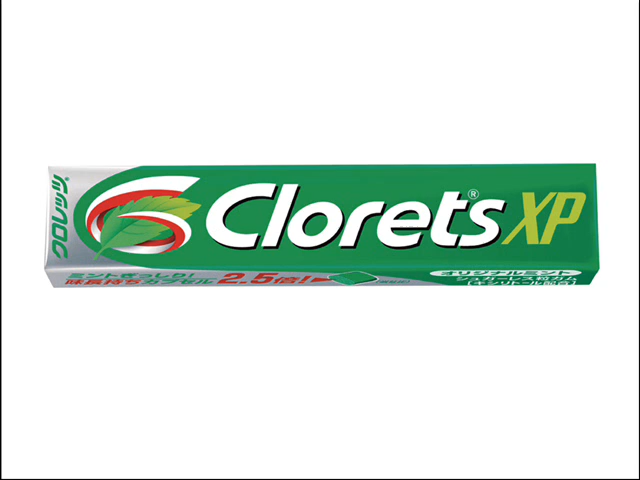 クロレッツ
Clorets® XP
ミントぎっしり!
味長持ちカプセル 2.5倍!
オリジナルミント
シュガーレス粒ガム
[キシリトール配合]